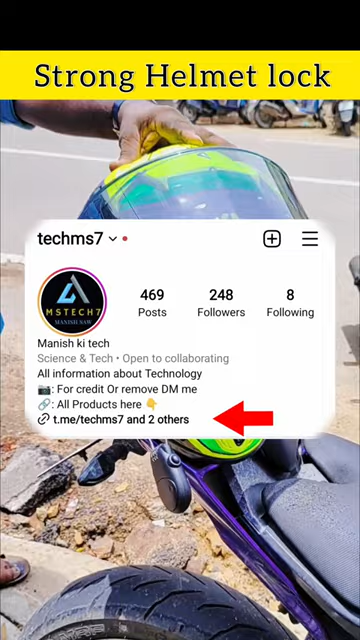 Strong Helmet lock
techms7
469 248 8
Posts Followers Following
MSTECH7
MANISH SAW
Manish ki tech
Science & Tech • Open to collaborating
All information about Technology
📷: For credit Or remove DM me
🔗: All Products here 👇
t.me/techms7 and 2 others